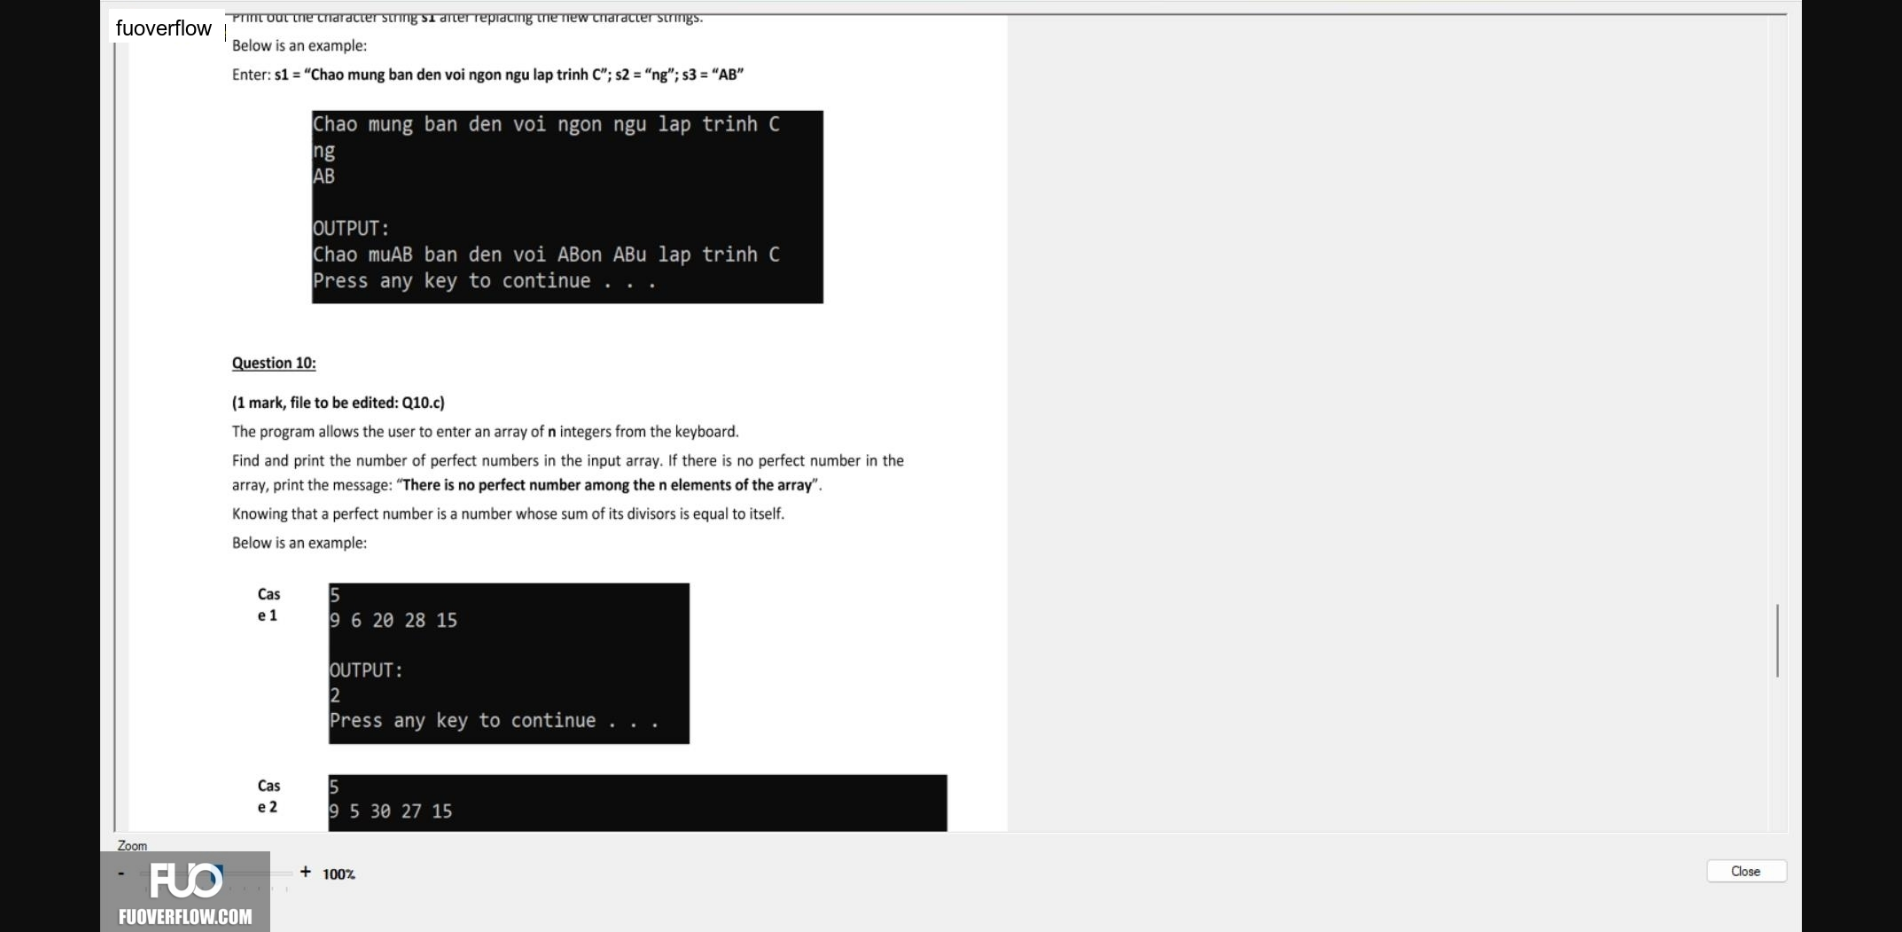 fuoverflow
Print out the character string s1 after replacing the new character strings.
Below is an example:
Enter: s1 = “Chao mung ban den voi ngon ngu lap trinh C”; s2 = “ng”; s3 = “AB”
Chao mung ban den voi ngon ngu lap trinh C
ng
AB
OUTPUT:
Chao muAB ban den voi ABon ABu lap trinh C
Press any key to continue . . .
Question 10:
(1 mark, file to be edited: Q10.c)
The program allows the user to enter an array of n integers from the keyboard.
Find and print the number of perfect numbers in the input array. If there is no perfect number in the
array, print the message: “There is no perfect number among the n elements of the array”.
Knowing that a perfect number is a number whose sum of its divisors is equal to itself.
Below is an example:
Cas
e 1
5
9 6 20 28 15
OUTPUT:
2
Press any key to continue . . .
Cas
e 2
5
9 5 30 27 15
Zoom
- + 100%
Close
FUO
FUOVERFLOW.COM